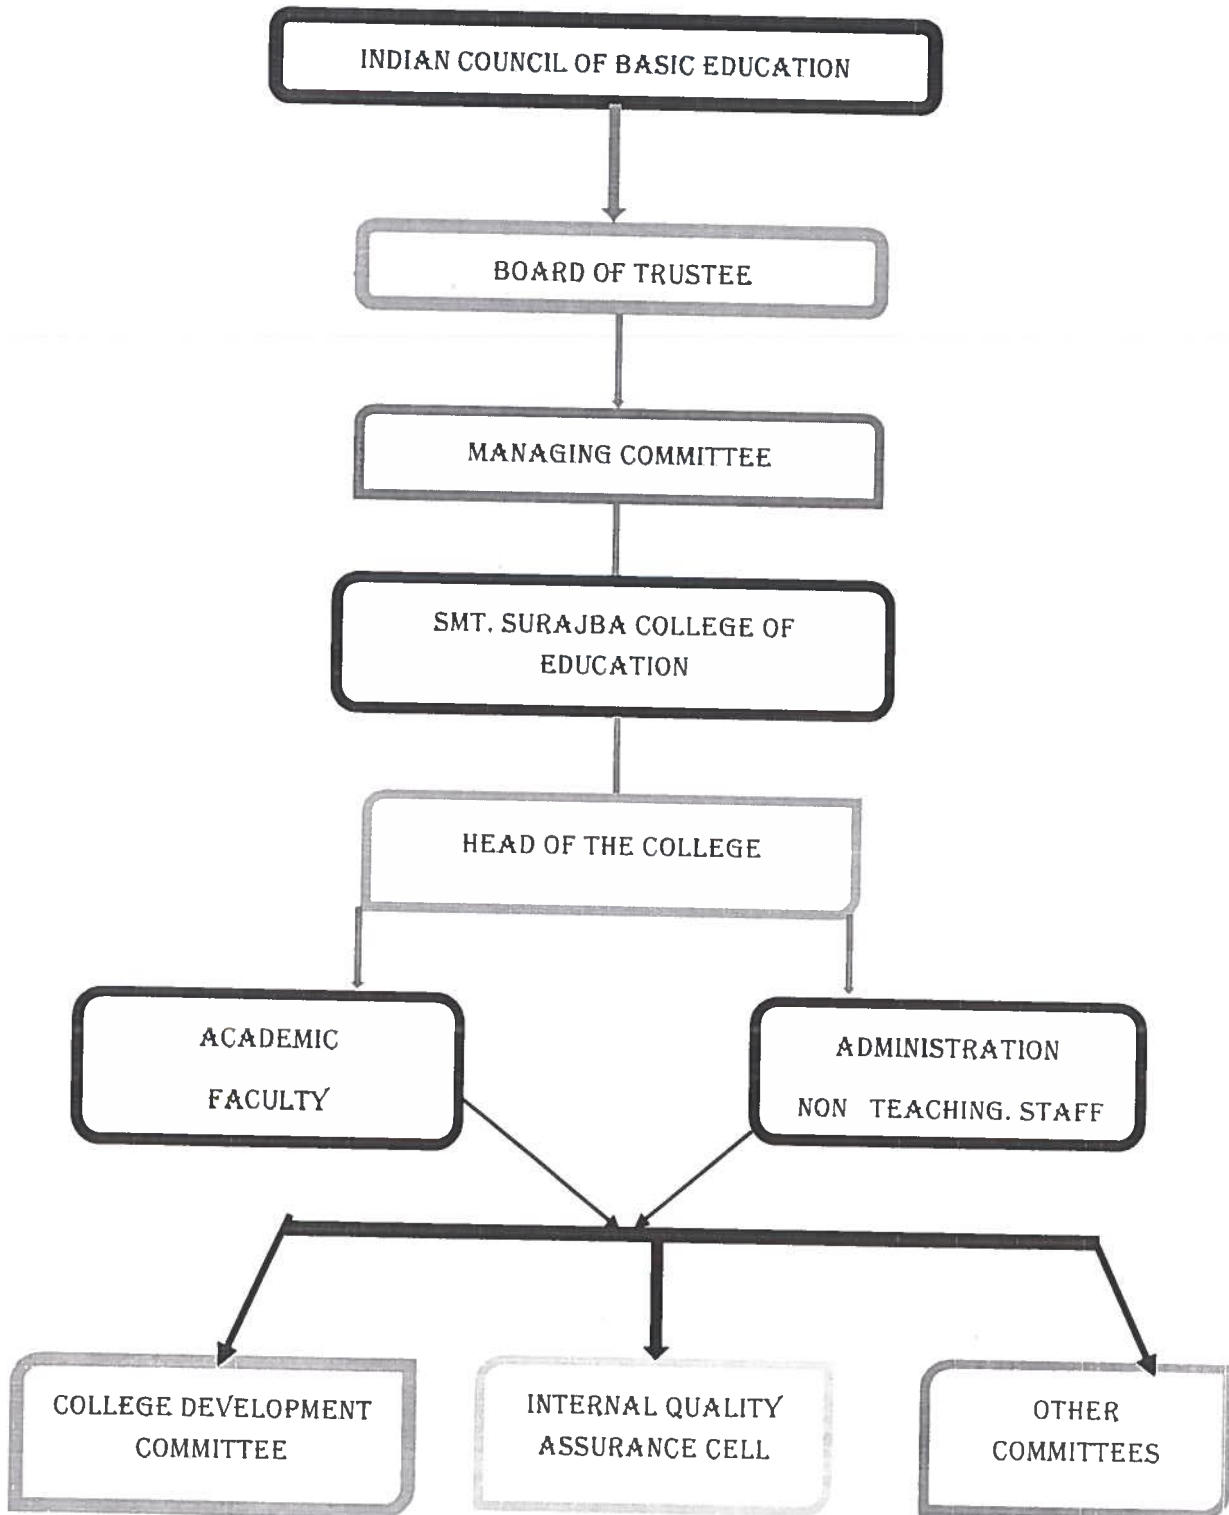 INDIAN COUNCIL OF BASIC EDUCATION
BOARD OF TRUSTEE
MANAGING COMMITTEE
SMT. SURAJBA COLLEGE OF
EDUCATION
HEAD OF THE COLLEGE
ACADEMIC
FACULTY
ADMINISTRATION
NON TEACHING. STAFF
COLLEGE DEVELOPMENT
COMMITTEE
INTERNAL QUALITY
ASSURANCE CELL
OTHER
COMMITTEES